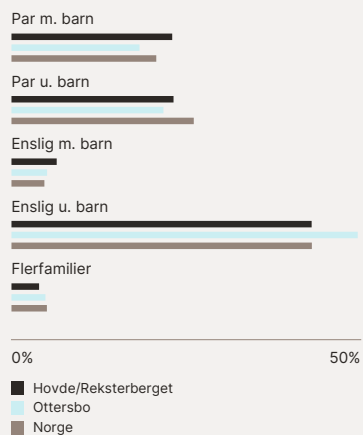 Par m. barn
Par u. barn
Enslig m. barn
Enslig u. barn
Flerfamilier
0% 50%
Hovde/Reksterberget
Ottersbo
Norge